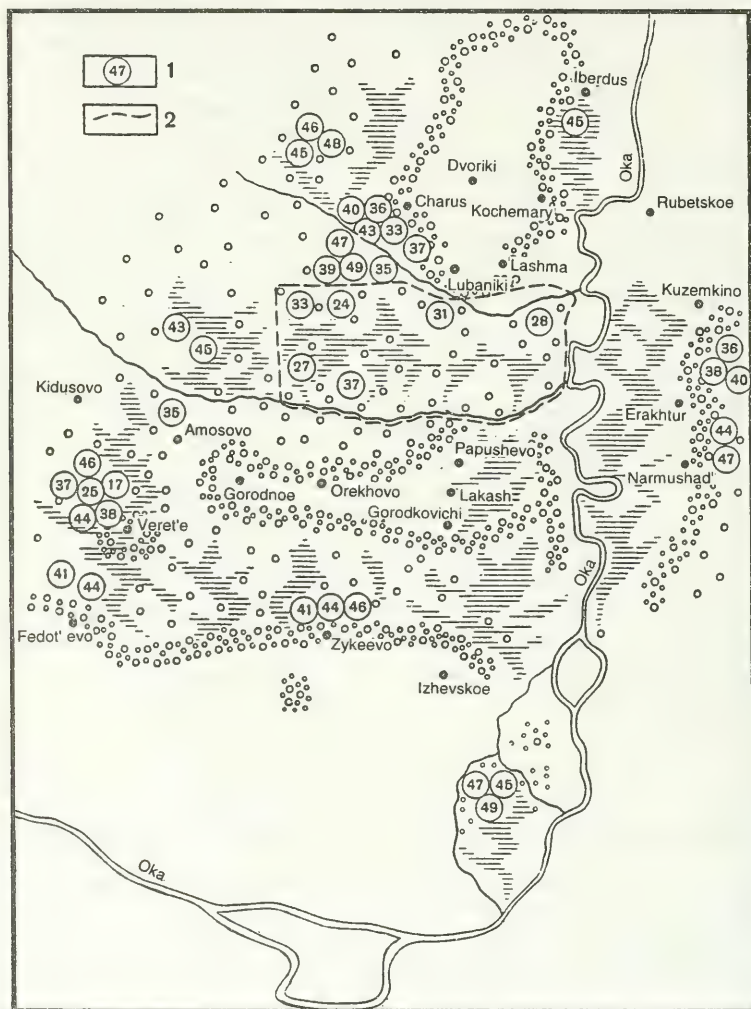 47 1
2
Iberdus
46
45 48
45
Oka
Dvoriki
40 36 Charus
Kochemary
Rubetskoe
43 33
47 37
39 49 35
Lashma
Lubaniki
33 24
31
28
Kuzemkino
43
45
36
27
37
38 40
Kidusovo
35
Erakhtur
Amosovo
44
46
47
Papushevo
37 25 17
Gorodnoe
Orekhovo
Lakash
Narmushad'
44 38
Veret'e
Gorodkovichi
41 44
Oka
41 44 46
Fedot' evo
Zykeevo
Izhevskoe
47 45
49
Oka